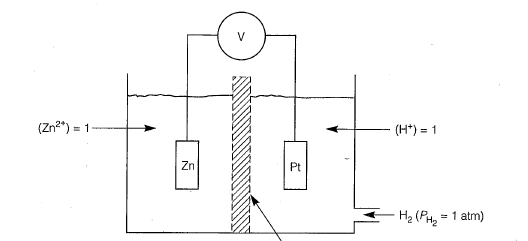 V
(Zn²⁺) = 1
(H⁺) = 1
Zn
Pt
H₂ (P_H₂ = 1 atm)